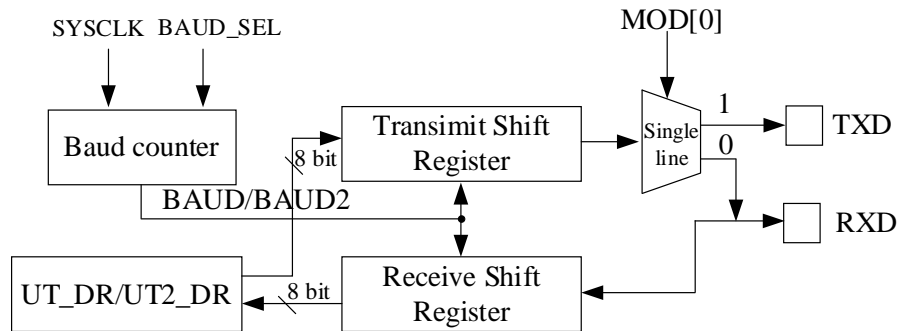 SYSCLK BAUD_SEL
MOD[0]
Baud counter
Transimit Shift
Register
8 bit
Single
line
1
0
TXD
BAUD/BAUD2
RXD
UT_DR/UT2_DR
8 bit
Receive Shift
Register